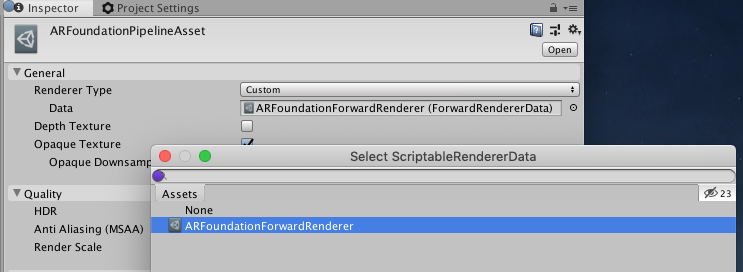 Inspector Project Settings
ARFoundationPipelineAsset
Open
General
Renderer Type Custom
Data ARFoundationForwardRenderer (ForwardRendererData)
Depth Texture
Opaque Texture
Opaque Downsamp
Select ScriptableRendererData
Assets 23
None
ARFoundationForwardRenderer
Quality
HDR
Anti Aliasing (MSAA)
Render Scale